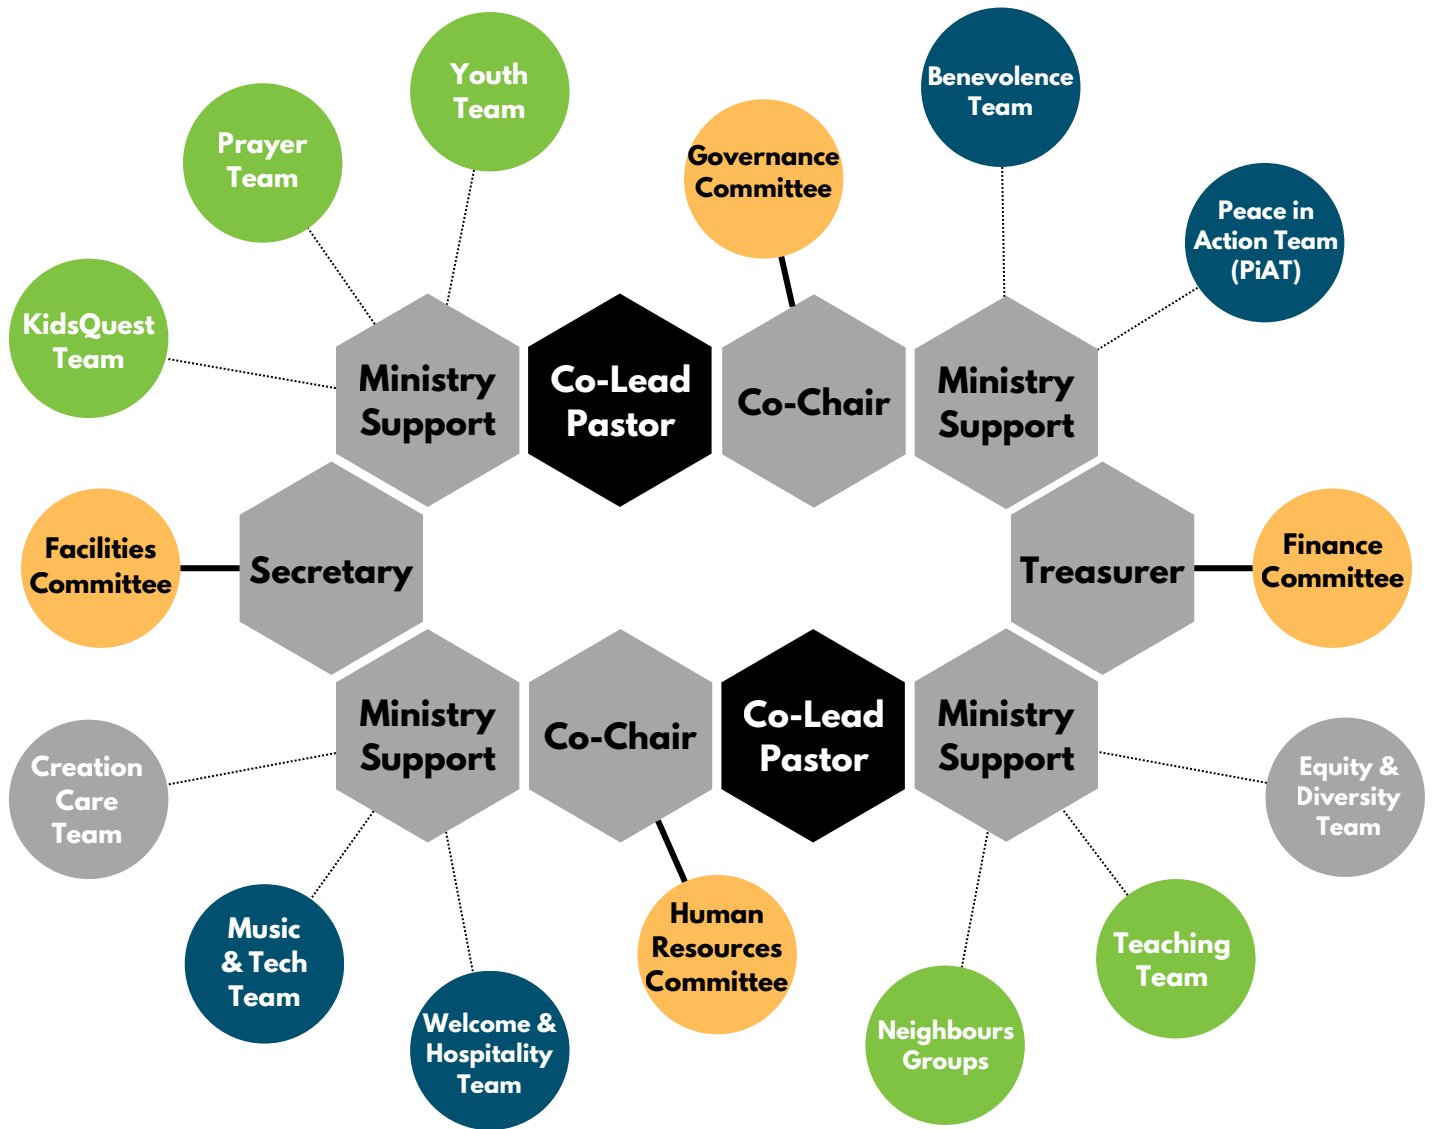 Youth
Team
Benevolence
Team
Prayer
Team
Governance
Committee
Peace in
Action Team
(PiAT)
KidsQuest
Team
Ministry
Support
Co-Lead
Pastor
Co-Chair
Ministry
Support
Facilities
Committee
Secretary
Treasurer
Finance
Committee
Ministry
Support
Co-Chair
Co-Lead
Pastor
Ministry
Support
Creation
Care
Team
Equity &
Diversity
Team
Music
& Tech
Team
Human
Resources
Committee
Teaching
Team
Welcome &
Hospitality
Team
Neighbours
Groups